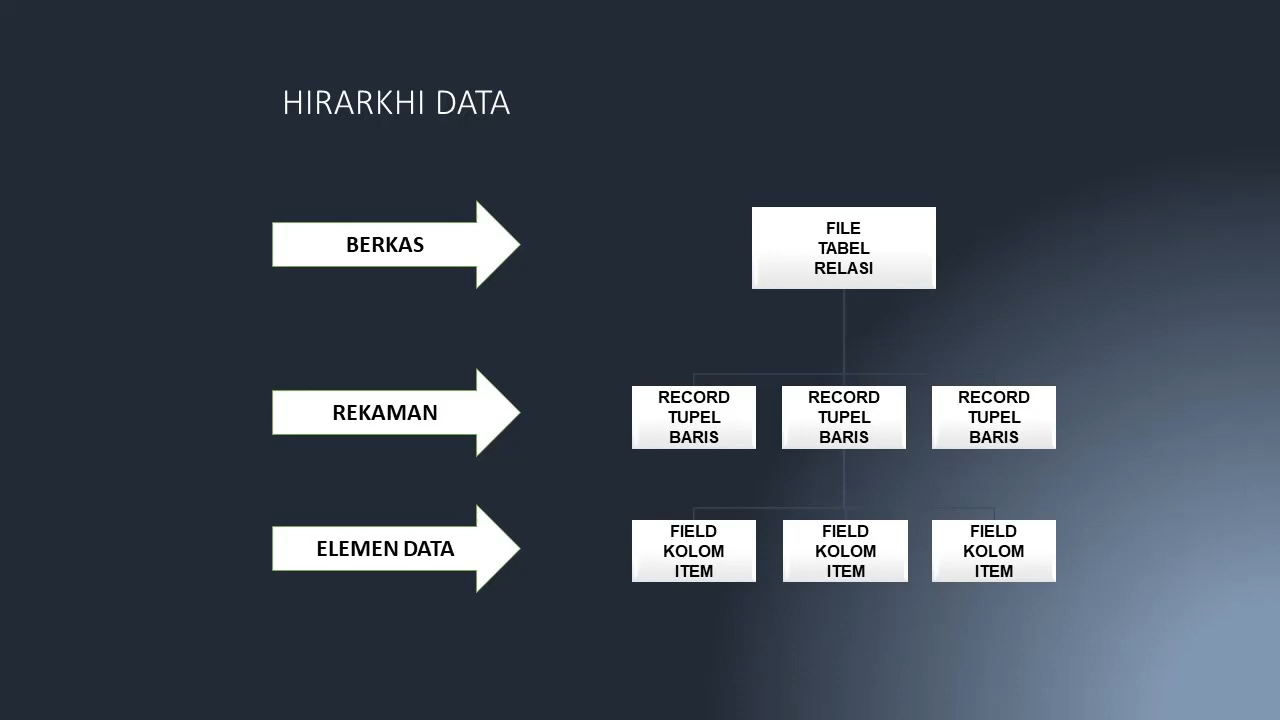 HIRARKHI DATA
BERKAS
FILE
TABEL
RELASI
REKAMAN
RECORD
TUPEL
BARIS
RECORD
TUPEL
BARIS
RECORD
TUPEL
BARIS
ELEMEN DATA
FIELD
KOLOM
ITEM
FIELD
KOLOM
ITEM
FIELD
KOLOM
ITEM